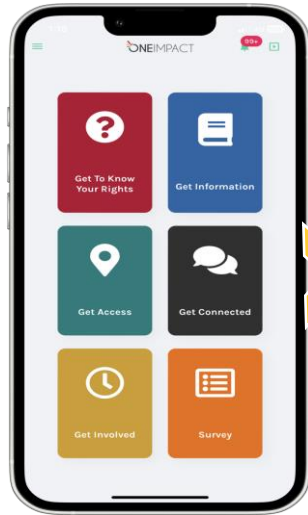 ONEIMPACT
99+
Get To Know
Your Rights
Get Information
Get Access
Get Connected
Get Involved
Survey